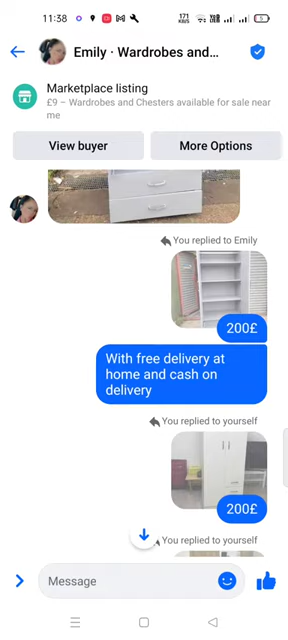 11:38
171
KB/S
Emily · Wardrobes and...
Marketplace listing
£9 – Wardrobes and Chesters available for sale near
me
View buyer
More Options
You replied to Emily
200£
With free delivery at
home and cash on
delivery
You replied to yourself
200£
You replied to yourself
Message